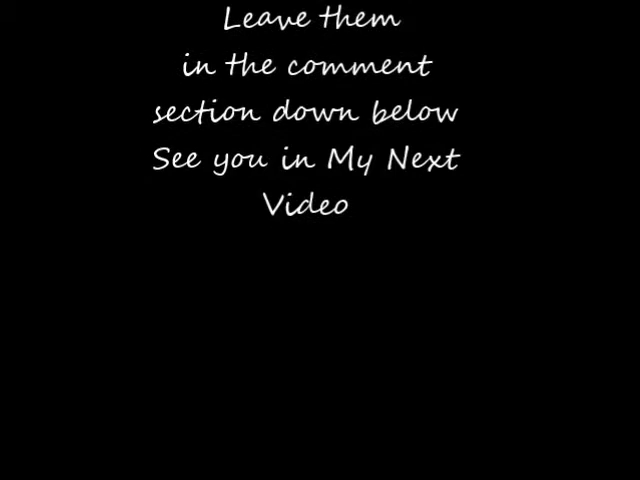 Leave them
in the comment
section down below
See you in My Next
Video